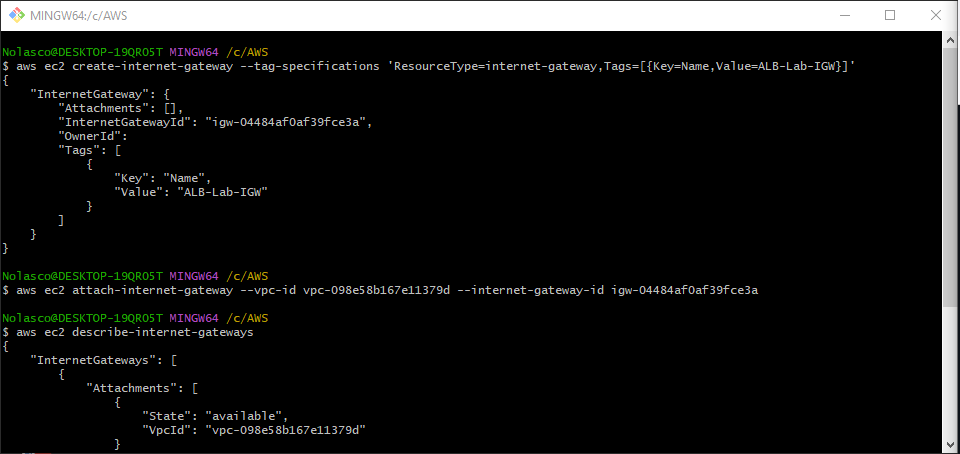 MINGW64:/c/AWS
Nolasco@DESKTOP-19QRO5T MINGW64 /c/AWS
$ aws ec2 create-internet-gateway --tag-specifications 'ResourceType=internet-gateway,Tags=[{Key=Name,Value=ALB-Lab-IGW}]'
{
    "InternetGateway": {
        "Attachments": [],
        "InternetGatewayId": "igw-04484af0af39fce3a",
        "OwnerId":
        "Tags": [
            {
                "Key": "Name",
                "Value": "ALB-Lab-IGW"
            }
        ]
    }
}
Nolasco@DESKTOP-19QRO5T MINGW64 /c/AWS
$ aws ec2 attach-internet-gateway --vpc-id vpc-098e58b167e11379d --internet-gateway-id igw-04484af0af39fce3a
Nolasco@DESKTOP-19QRO5T MINGW64 /c/AWS
$ aws ec2 describe-internet-gateways
{
    "InternetGateways": [
        {
            "Attachments": [
                {
                    "State": "available",
                    "VpcId": "vpc-098e58b167e11379d"
                }